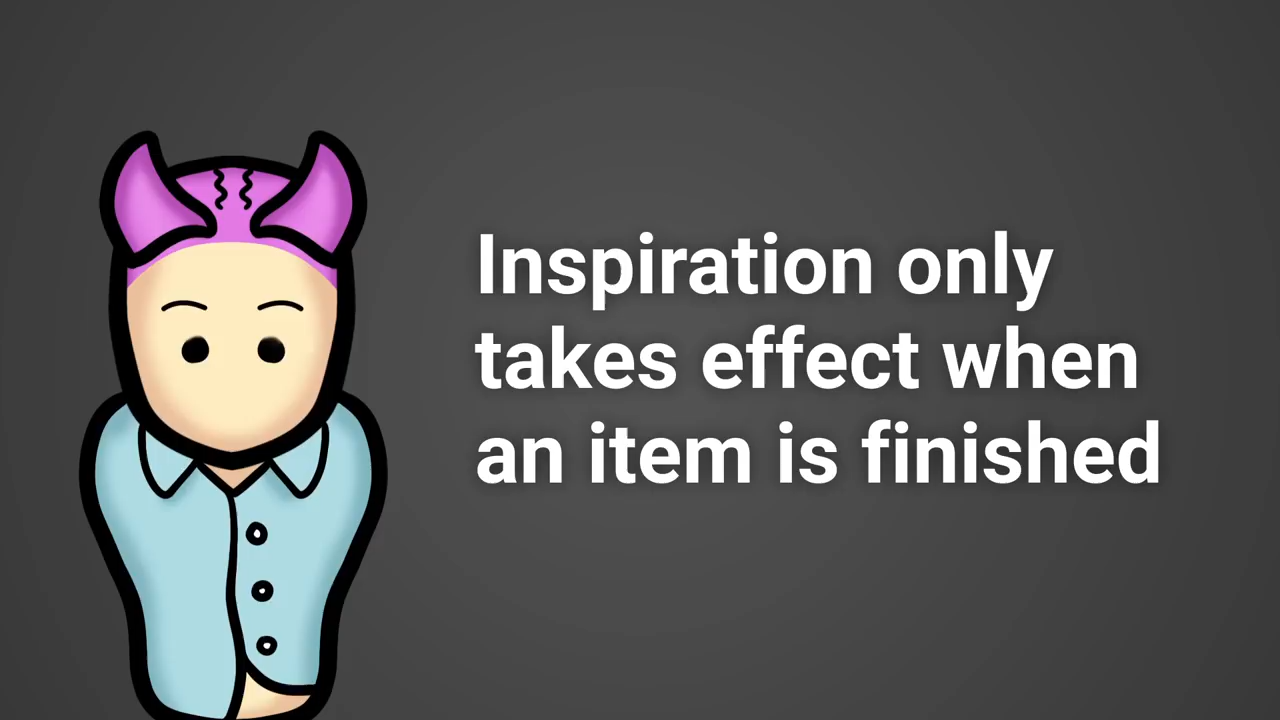 Inspiration only
takes effect when
an item is finished